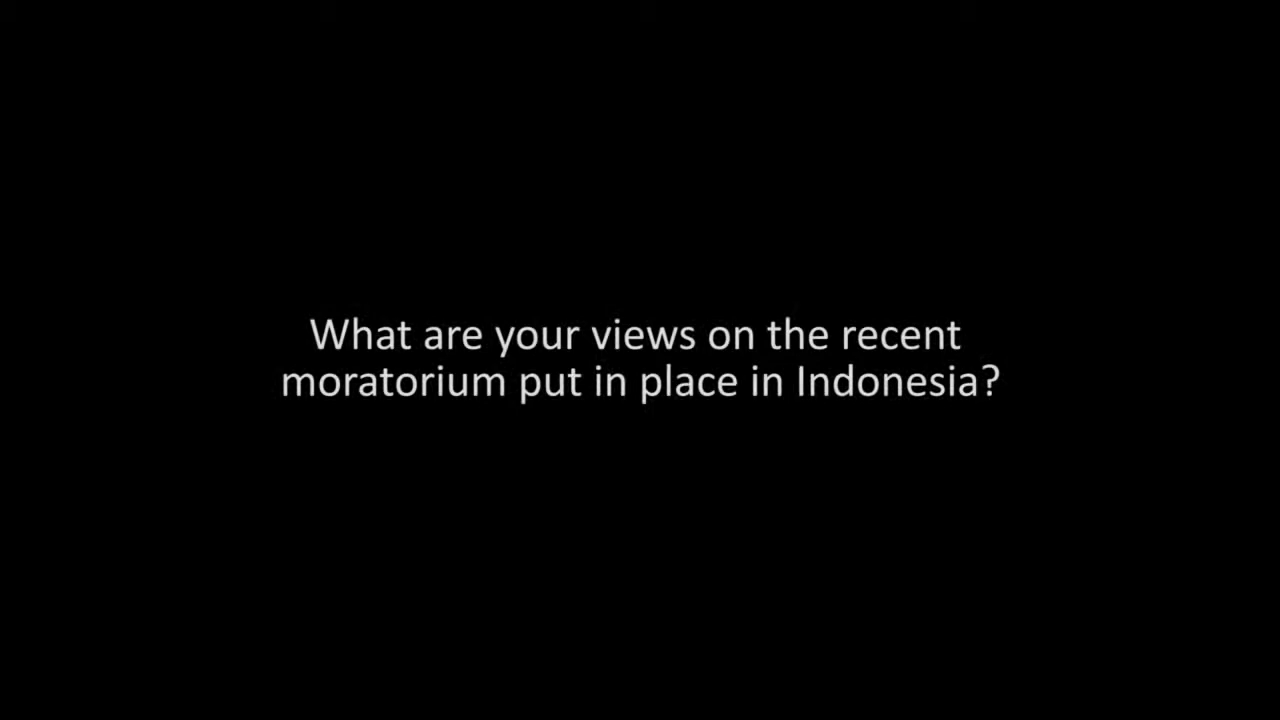 What are your views on the recent
moratorium put in place in Indonesia?